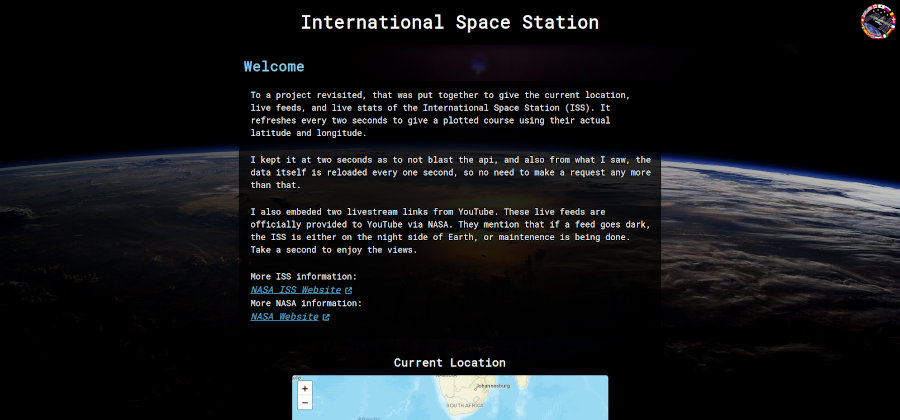 International Space Station
Welcome
To a project revisited, that was put together to give the current location,
live feeds, and live stats of the International Space Station (ISS). It
refreshes every two seconds to give a plotted course using their actual
latitude and longitude.
I kept it at two seconds as to not blast the api, and also from what I saw, the
data itself is reloaded every one second, so no need to make a request any more
than that.
I also embeded two livestream links from YouTube. These live feeds are
officially provided to YouTube via NASA. They mention that if a feed goes dark,
the ISS is either on the night side of Earth, or maintenence is being done.
Take a second to enjoy the views.
More ISS information:
NASA ISS Website
More NASA information:
NASA Website
Current Location
+
Johannesburg
−
SOUTH AFRICA
Atlantic